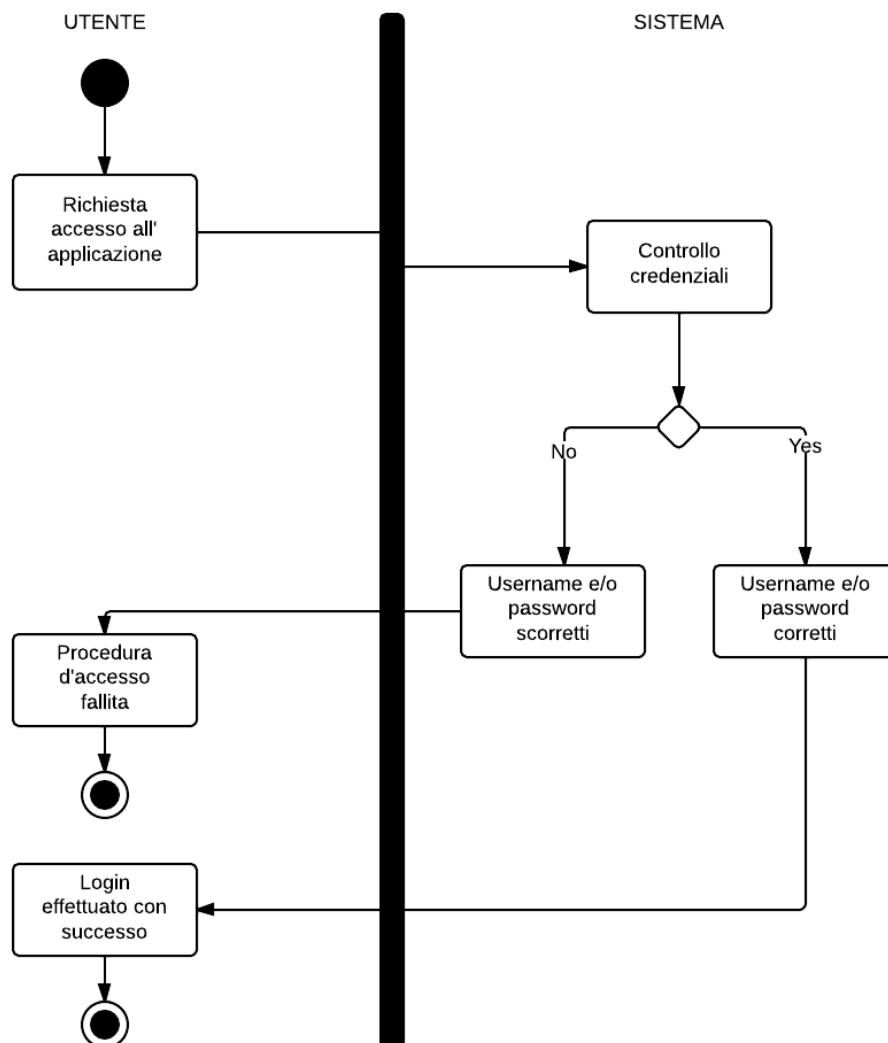 UTENTE
SISTEMA
Richiesta
accesso all'
applicazione
Controllo
credenziali
No
Yes
Username e/o
password
scorretti
Username e/o
password
corretti
Procedura
d'accesso
fallita
Login
effettuato con
successo